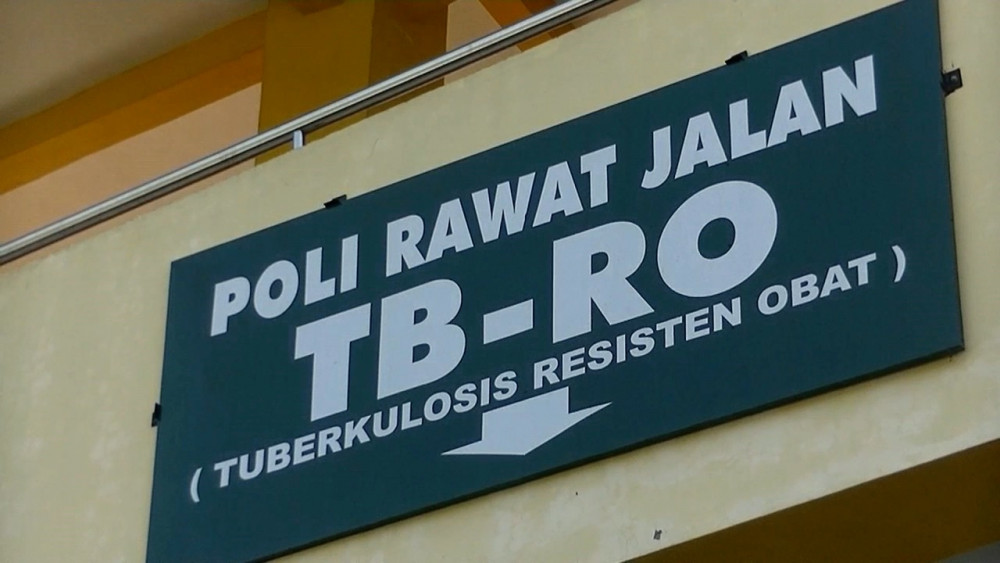 POLI RAWAT JALAN
TB-RO
( TUBERKULOSIS RESISTEN OBAT )